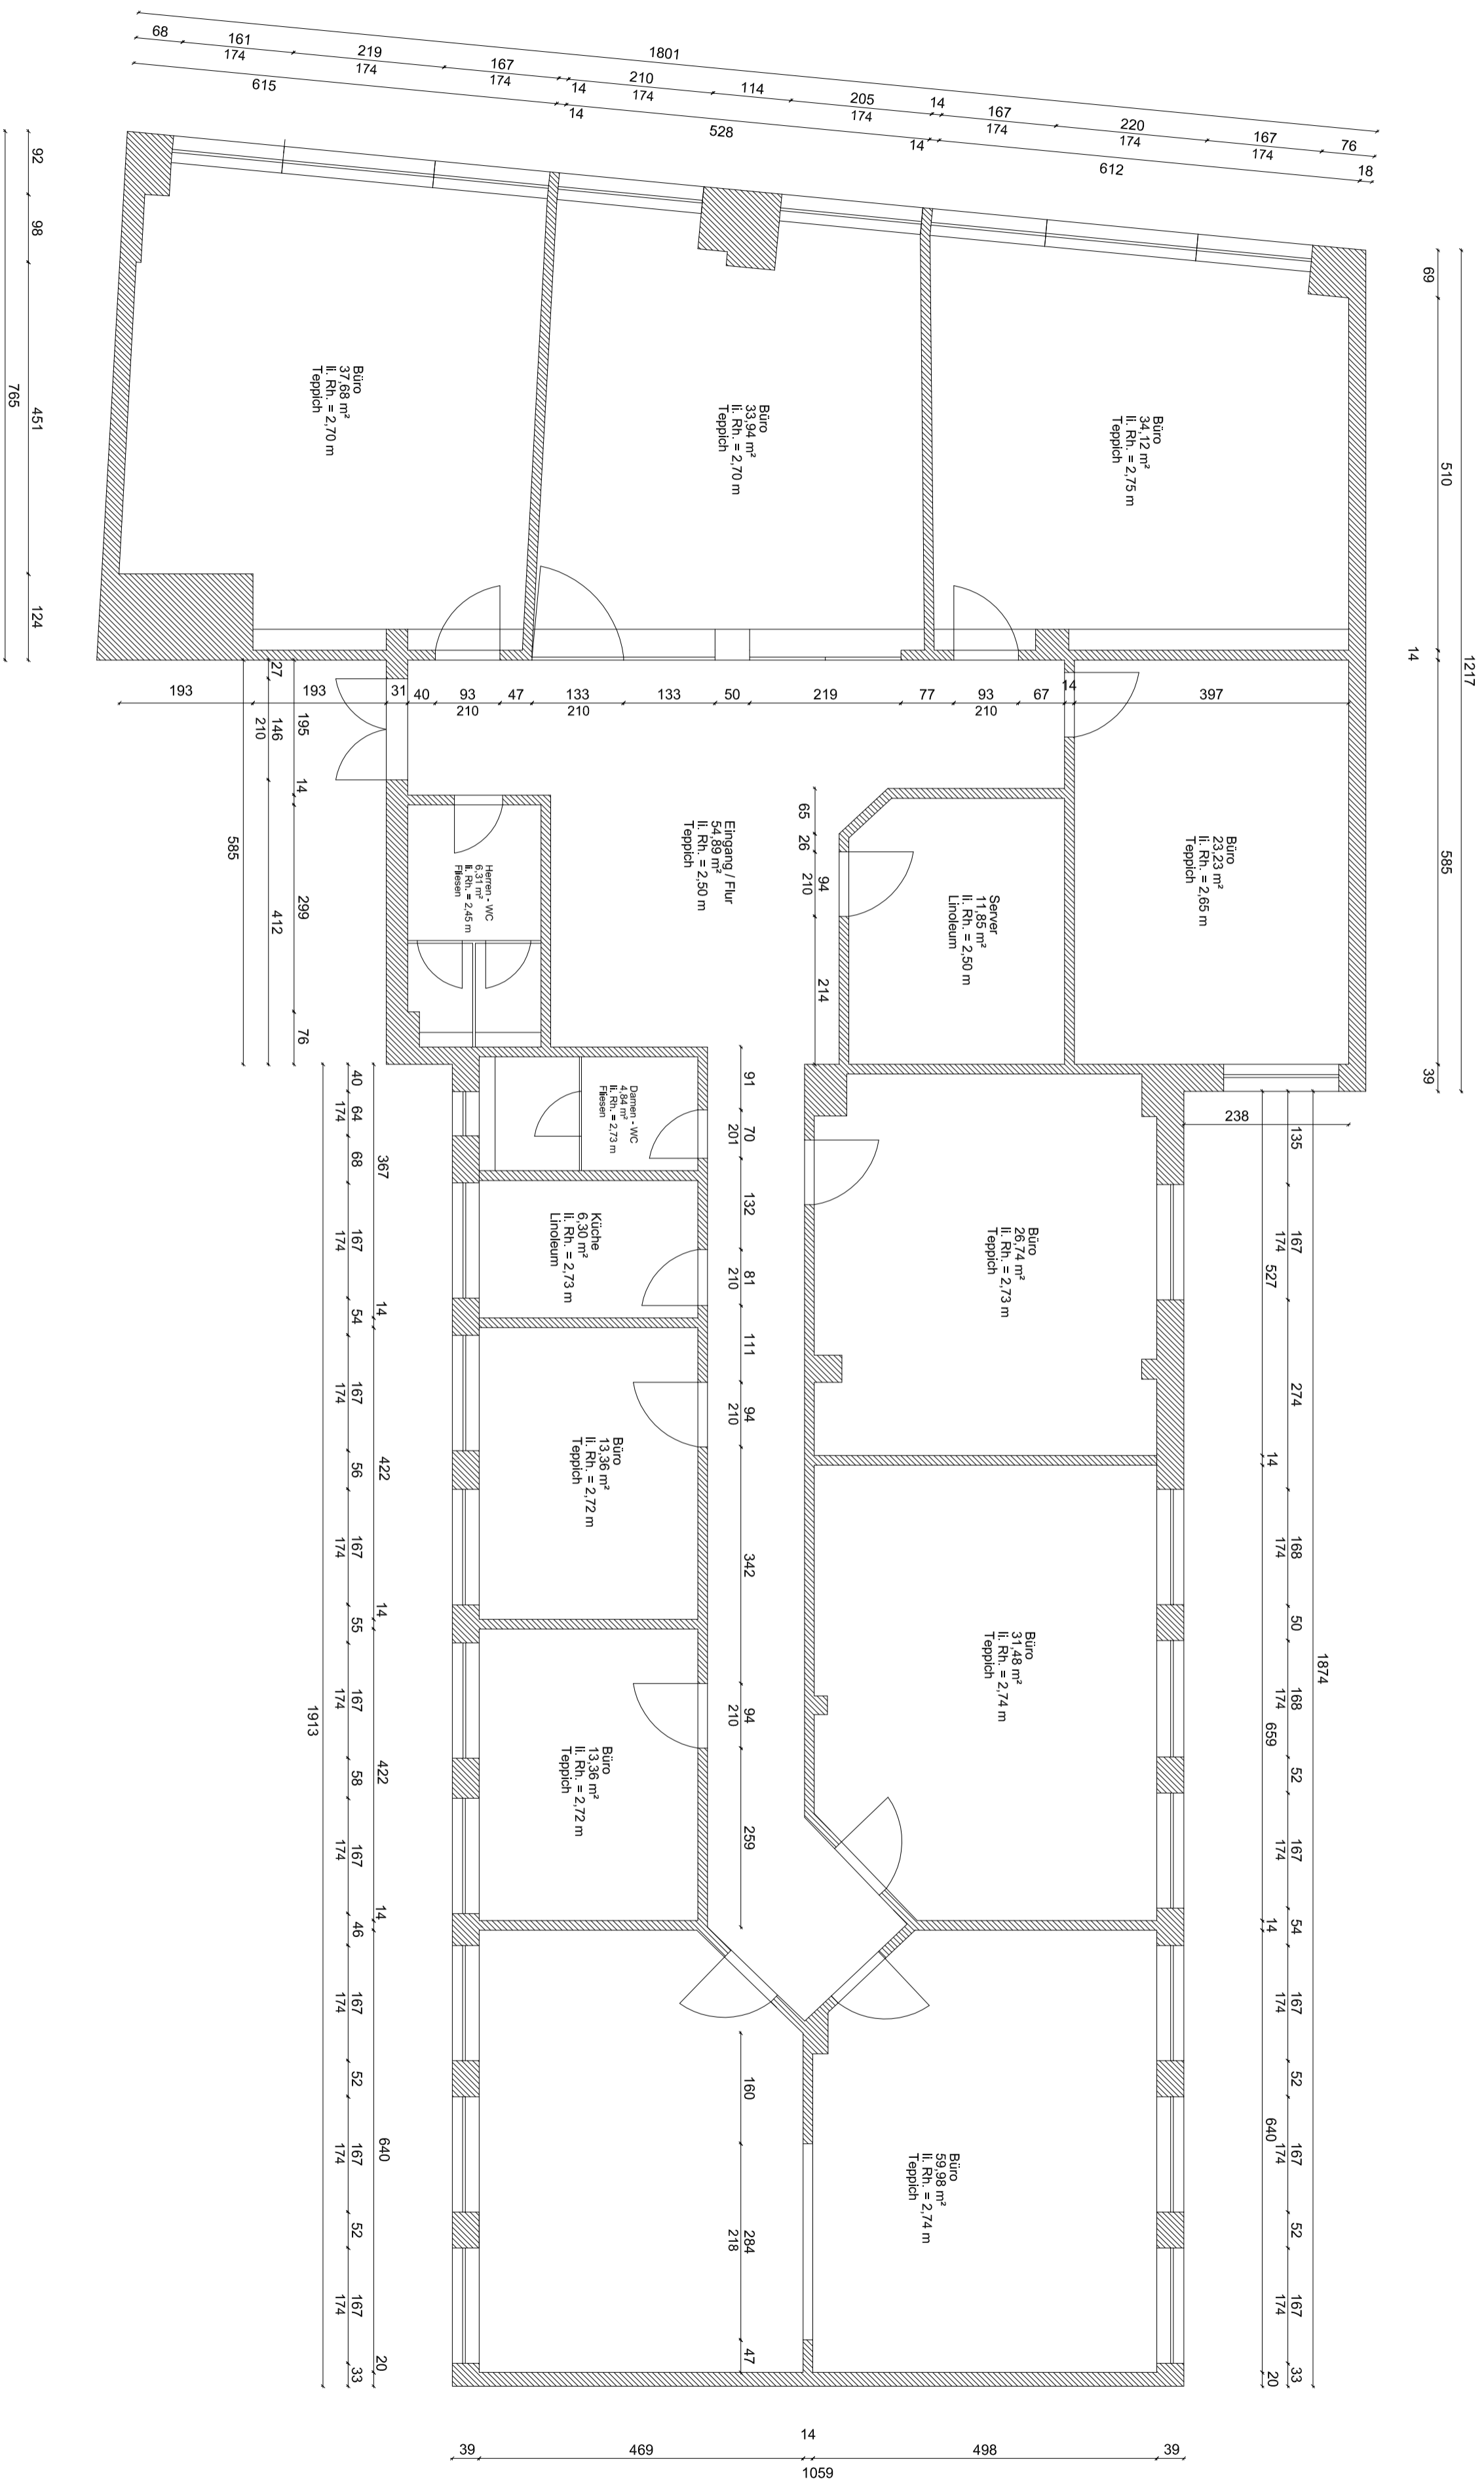 1801
68
161
174
219
174
167
174
14
210
174
114
205
174
14
167
174
220
174
167
174
76
615
14
528
14
612
18
92
98
451
124
765
69
510
14
585
39
1217
Büro
37,68 m²
li. Rh. = 2,70 m
Teppich
Büro
33,94 m²
li. Rh. = 2,70 m
Teppich
Büro
34,12 m²
li. Rh. = 2,75 m
Teppich
193
193
31
40
93
210
47
133
210
133
50
219
77
93
210
67
14
397
27
146
210
412
195
14
299
76
585
Büro
23,23 m²
li. Rh. = 2,65 m
Teppich
Server
11,85 m²
li. Rh. = 2,50 m
Linoleum
Eingang / Flur
54,89 m²
li. Rh. = 2,50 m
Teppich
Herren - WC
6,31 m²
li. Rh. = 2,45 m
Fliesen
65
26
94
210
214
Damen - WC
4,84 m²
li. Rh. = 2,73 m
Fliesen
Küche
6,30 m²
li. Rh. = 2,73 m
Linoleum
Büro
26,74 m²
li. Rh. = 2,73 m
Teppich
Büro
13,36 m²
li. Rh. = 2,72 m
Teppich
Büro
31,48 m²
li. Rh. = 2,74 m
Teppich
Büro
13,36 m²
li. Rh. = 2,72 m
Teppich
Büro
59,98 m²
li. Rh. = 2,74 m
Teppich
91
70
201
132
81
210
111
94
210
342
94
210
259
160
284
218
47
40
64
174
68
167
174
54
167
174
56
167
174
55
167
174
58
167
174
46
167
174
52
167
174
52
167
174
33
367
14
422
14
422
14
640
20
1913
238
135
167
174
274
168
174
50
168
174
52
167
174
54
167
174
52
167
174
52
167
174
33
527
14
659
14
640
20
1874
39
469
14
498
39
1059